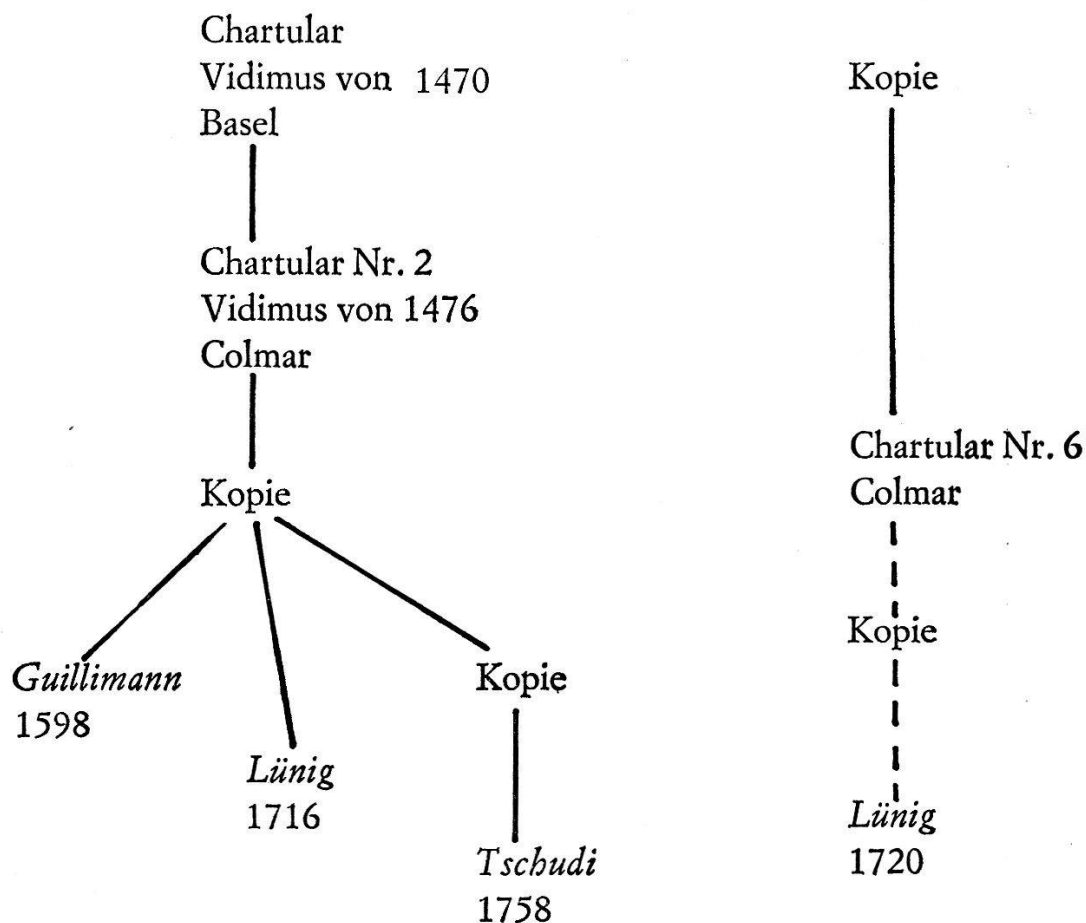 Chartular
Vidimus von 1470
Basel
Kopie
Chartular Nr. 2
Vidimus von 1476
Colmar
Chartular Nr. 6
Colmar
Kopie
Kopie
Guillimann
1598
Kopie
Lünig
1716
Lünig
1720
Tschudi
1758